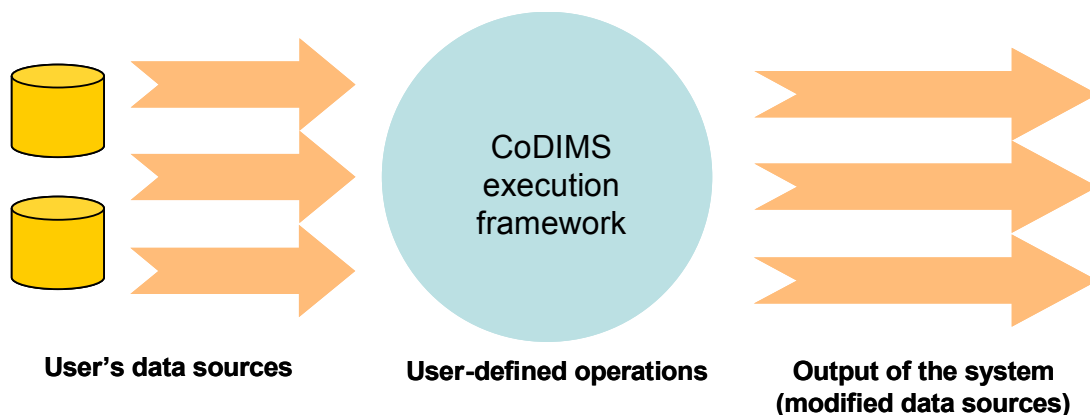 CoDIMS
execution
framework
User’s data sources
User-defined operations
Output of the system
(modified data sources)